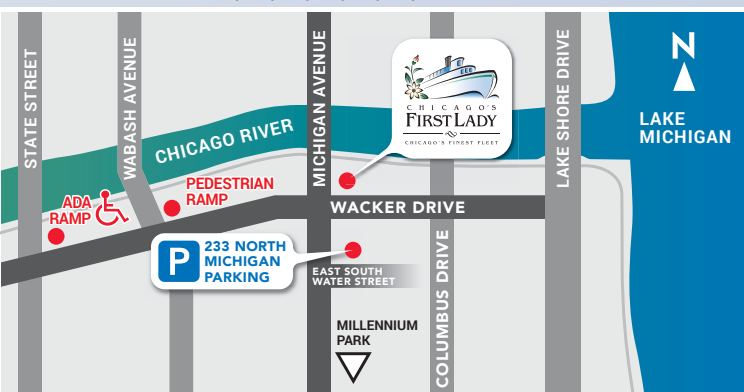 STATE STREET
WABASH AVENUE
MICHIGAN AVENUE
LAKE SHORE DRIVE
N
CHICAGO'S
FIRST LADY
CHICAGO'S FINEST FLEET
LAKE
MICHIGAN
CHICAGO RIVER
PEDESTRIAN
RAMP
ADA
RAMP
WACKER DRIVE
P
233 NORTH
MICHIGAN
PARKING
EAST SOUTH
WATER STREET
COLUMBUS DRIVE
MILLENNIUM
PARK